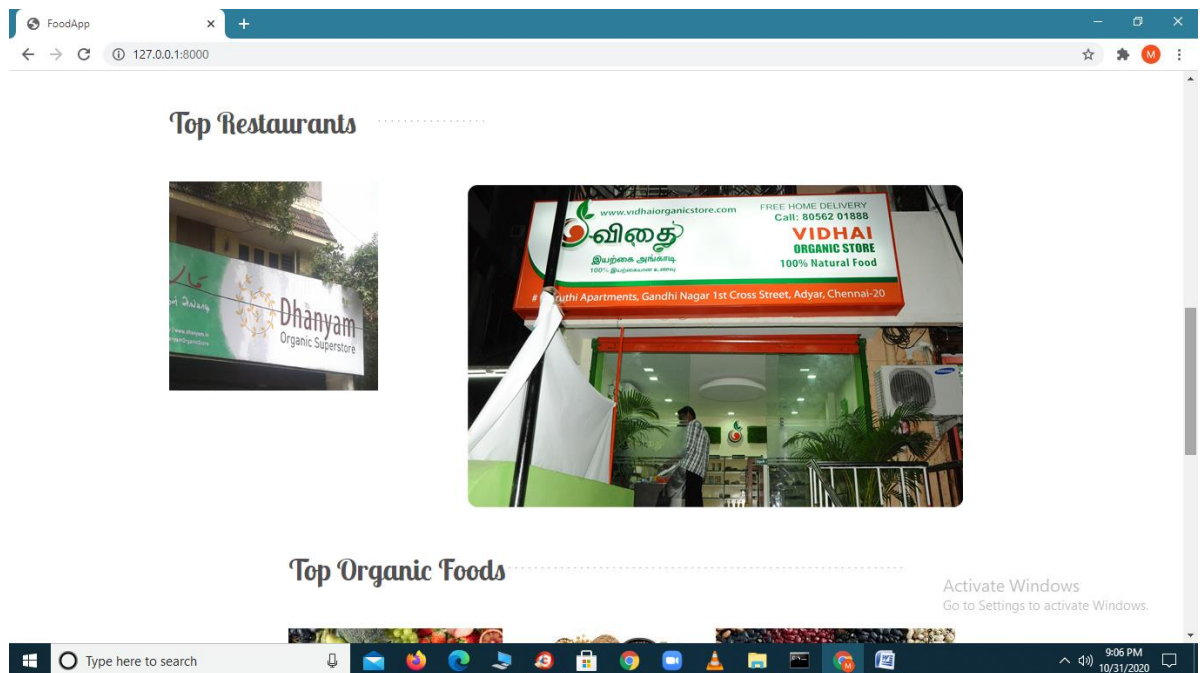 FoodApp
127.0.0.1:8000
Top Restaurants
Dhanyam
Organic Superstore
www.vidhaiorganicstore.com
FREE HOME DELIVERY
Call: 80562 01888
விதை
VIDHAI
ORGANIC STORE
இயற்கை அங்காடி
100% Natural Food
100% இயற்கையான உணவு
Apartments, Gandhi Nagar 1st Cross Street, Adyar, Chennai-20
Top Organic Foods
Activate Windows
Go to Settings to activate Windows.
Type here to search
9:06 PM
10/31/2020
M